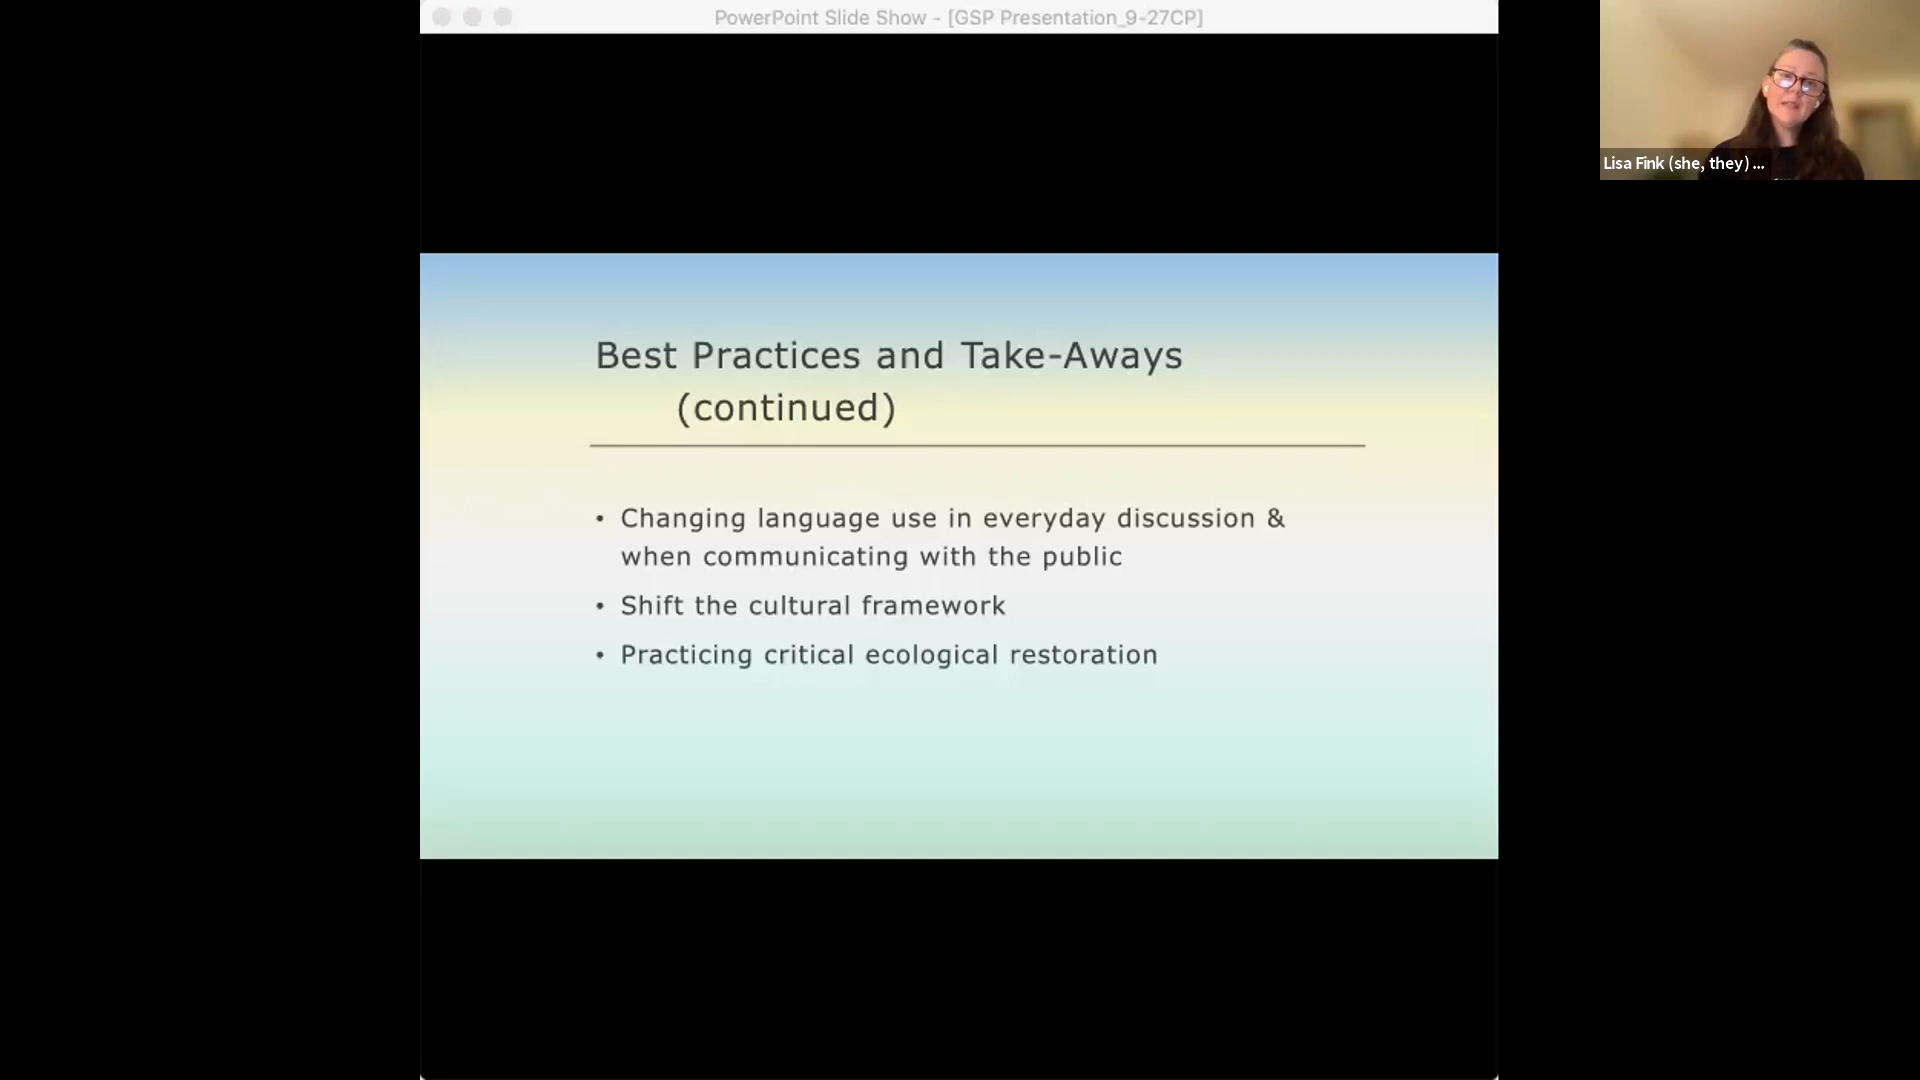 PowerPoint Slide Show - [GSP Presentation_9-27CP]
Lisa Fink (she, they) ...
Best Practices and Take-Aways
(continued)
• Changing language use in everyday discussion &
when communicating with the public
• Shift the cultural framework
• Practicing critical ecological restoration